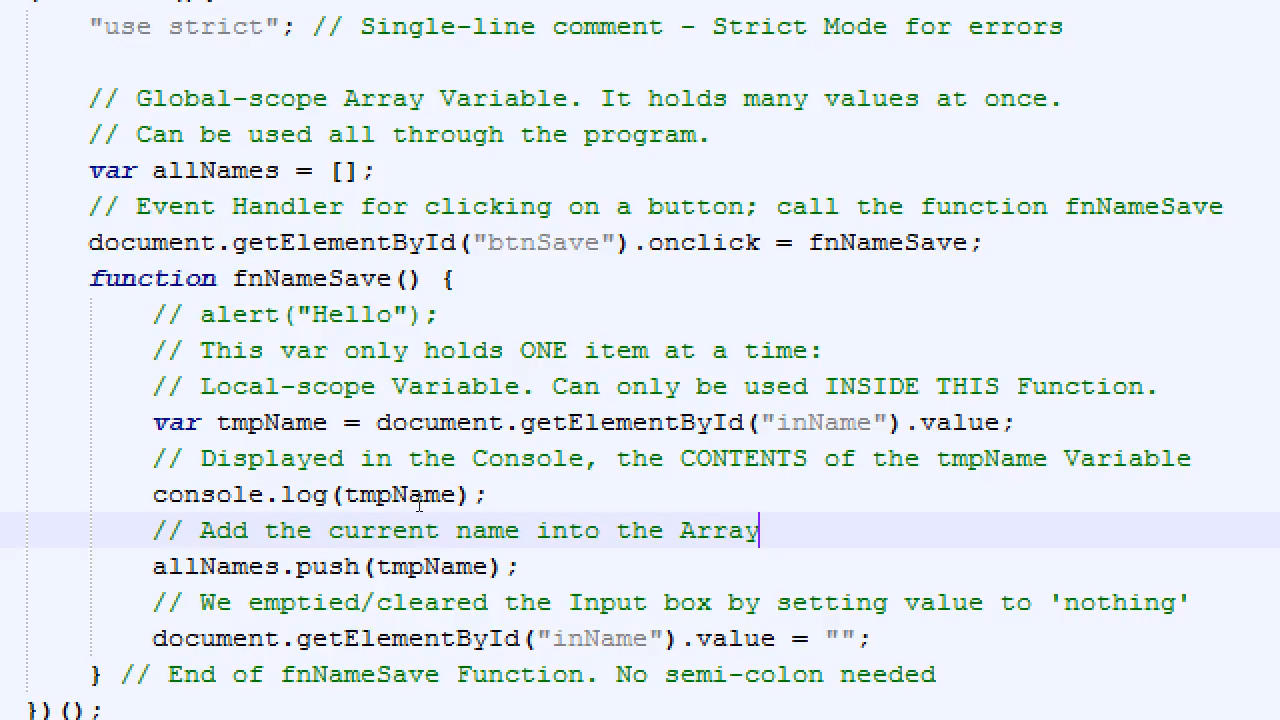 "use strict"; // Single-line comment - Strict Mode for errors
// Global-scope Array Variable. It holds many values at once.
// Can be used all through the program.
var allNames = [];
// Event Handler for clicking on a button; call the function fnNameSave
document.getElementById("btnSave").onclick = fnNameSave;
function fnNameSave() {
// alert("Hello");
// This var only holds ONE item at a time:
// Local-scope Variable. Can only be used INSIDE THIS Function.
var tmpName = document.getElementById("inName").value;
// Displayed in the Console, the CONTENTS of the tmpName Variable
console.log(tmpName);
// Add the current name into the Array
allNames.push(tmpName);
// We emptied/cleared the Input box by setting value to 'nothing'
document.getElementById("inName").value = "";
} // End of fnNameSave Function. No semi-colon needed
})();